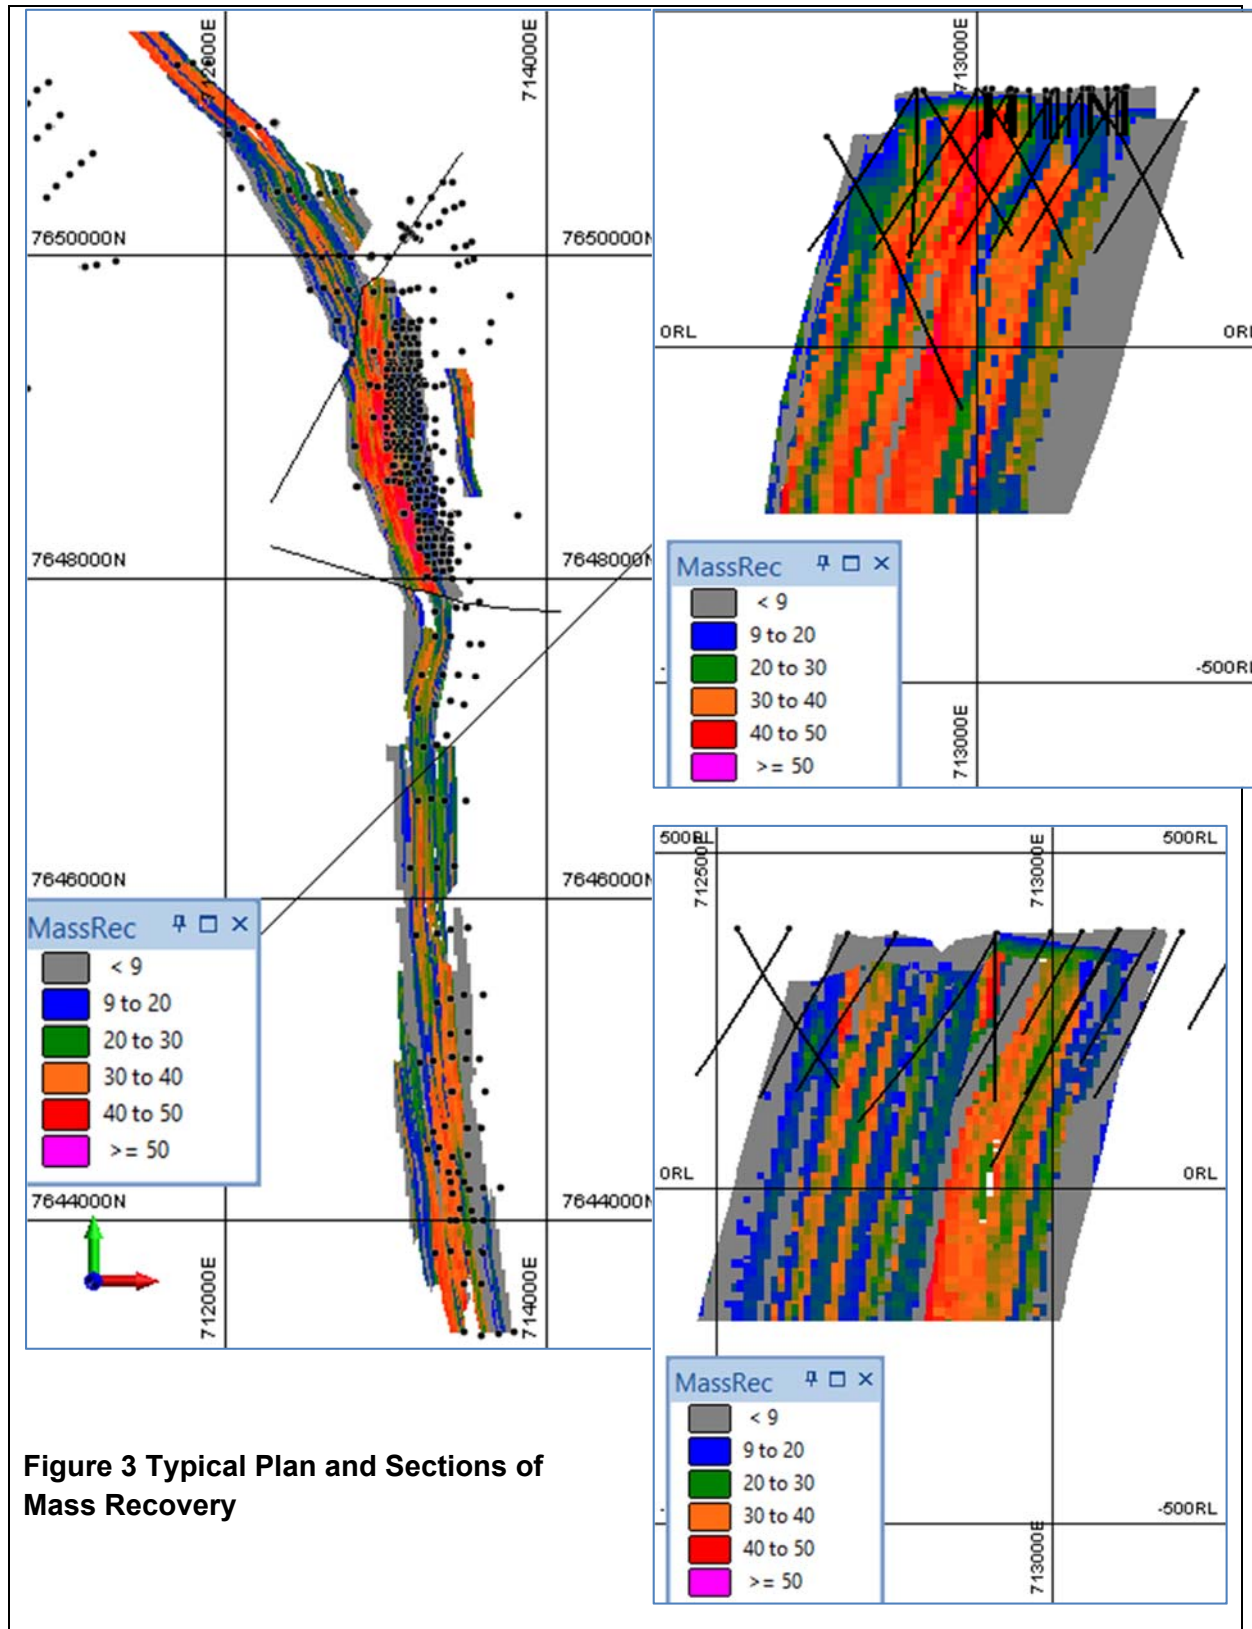 712000E
714000E
7650000N
7650000N
7648000N
7648000N
7646000N
7646000N
MassRec
< 9
9 to 20
20 to 30
30 to 40
40 to 50
>= 50
7644000N
7644000N
712000E
714000E
713000E
0RL
0RL
MassRec
< 9
9 to 20
20 to 30
30 to 40
40 to 50
>= 50
-
-500RL
713000E
500RL
500RL
712500E
713000E
0RL
0RL
MassRec
< 9
9 to 20
20 to 30
30 to 40
40 to 50
>= 50
-
-500RL
713000E
Figure 3 Typical Plan and Sections of
Mass Recovery